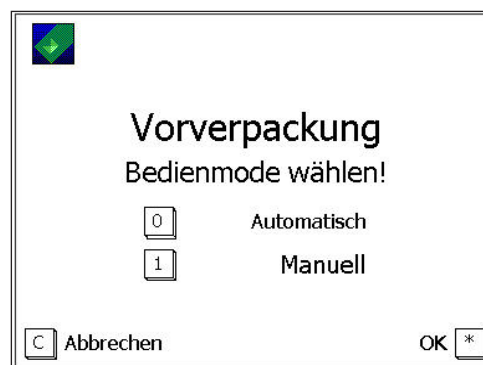 Vorverpackung
Bedienmode wählen!
0 Automatisch
1 Manuell
C Abbrechen OK *